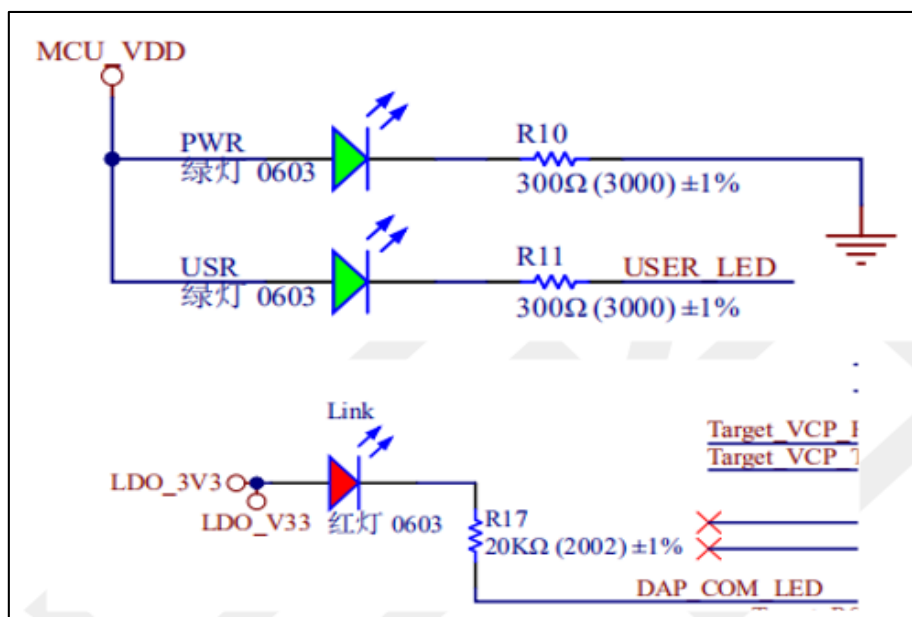 MCU_VDD
PWR
绿灯 0603
R10
300Ω (3000) ±1%
USR
绿灯 0603
R11
300Ω (3000) ±1%
USER_LED
Link
LDO_3V3
LDO_V33
红灯 0603
R17
20KΩ (2002) ±1%
Target_VCP_
Target_VCP_
DAP_COM_LED